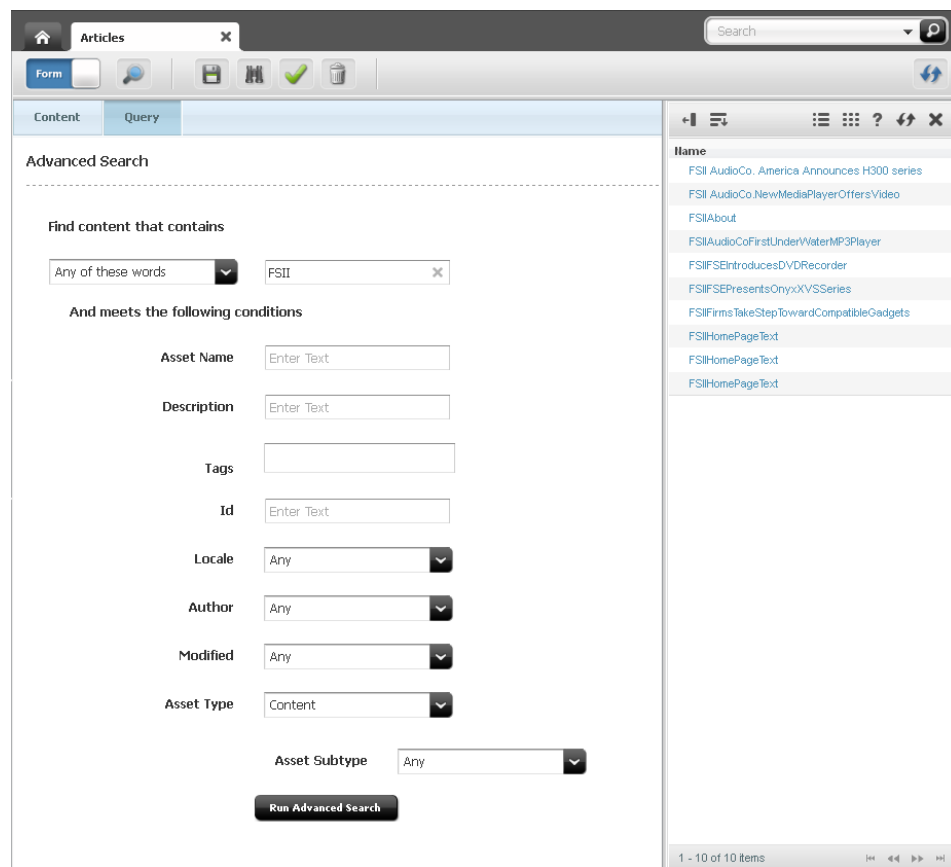 Articles
Search
Form
Content
Query
Advanced Search
Find content that contains
Any of these words
FSII
And meets the following conditions
Asset Name
Enter Text
Description
Enter Text
Tags
Id
Enter Text
Locale
Any
Author
Any
Modified
Any
Asset Type
Content
Asset Subtype
Any
Run Advanced Search
?
Name
FSII AudioCo. America Announces H300 series
FSII AudioCo.NewMediaPlayerOffersVideo
FSIIAbout
FSIIAudioCoFirstUnderWaterMP3Player
FSIIFSEIntroducesDVDRecorder
FSIIFSEPresentsOnyxXVSSeries
FSIIFirmsTakeStepTowardCompatibleGadgets
FSIIHomePageText
FSIIHomePageText
FSIIHomePageText
1 - 10 of 10 items